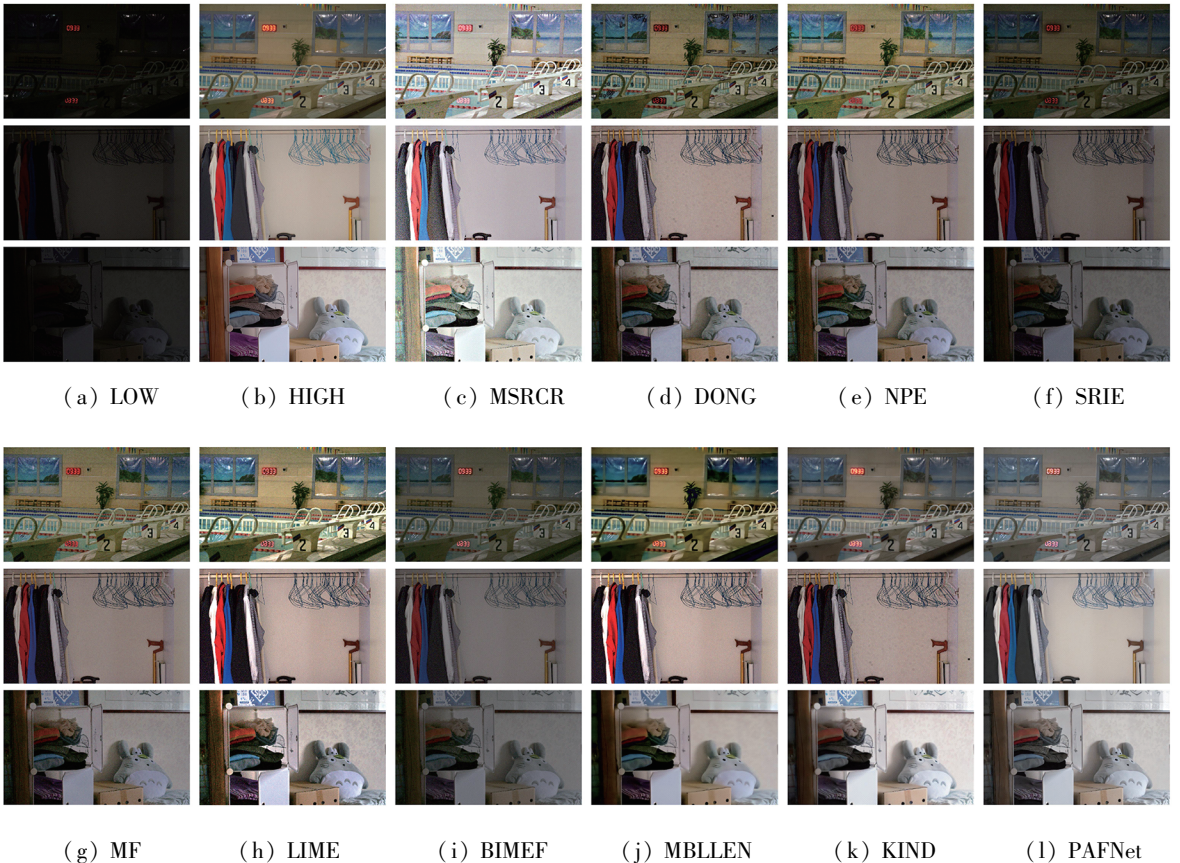 (a) LOW (b) HIGH (c) MSRCR (d) DONG (e) NPE (f) SRIE
(g) MF (h) LIME (i) BIMEF (j) MBLLEN (k) KIND (l) PAFNet